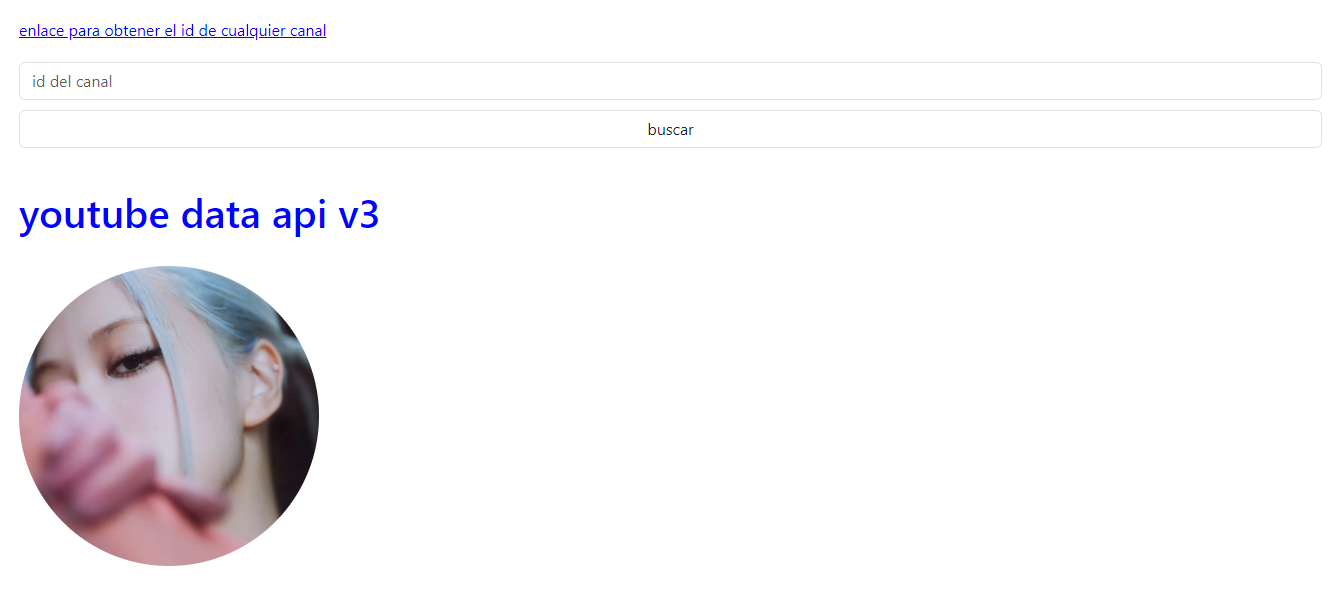 enlace para obtener el id de cualquier canal
id del canal
buscar
youtube data api v3